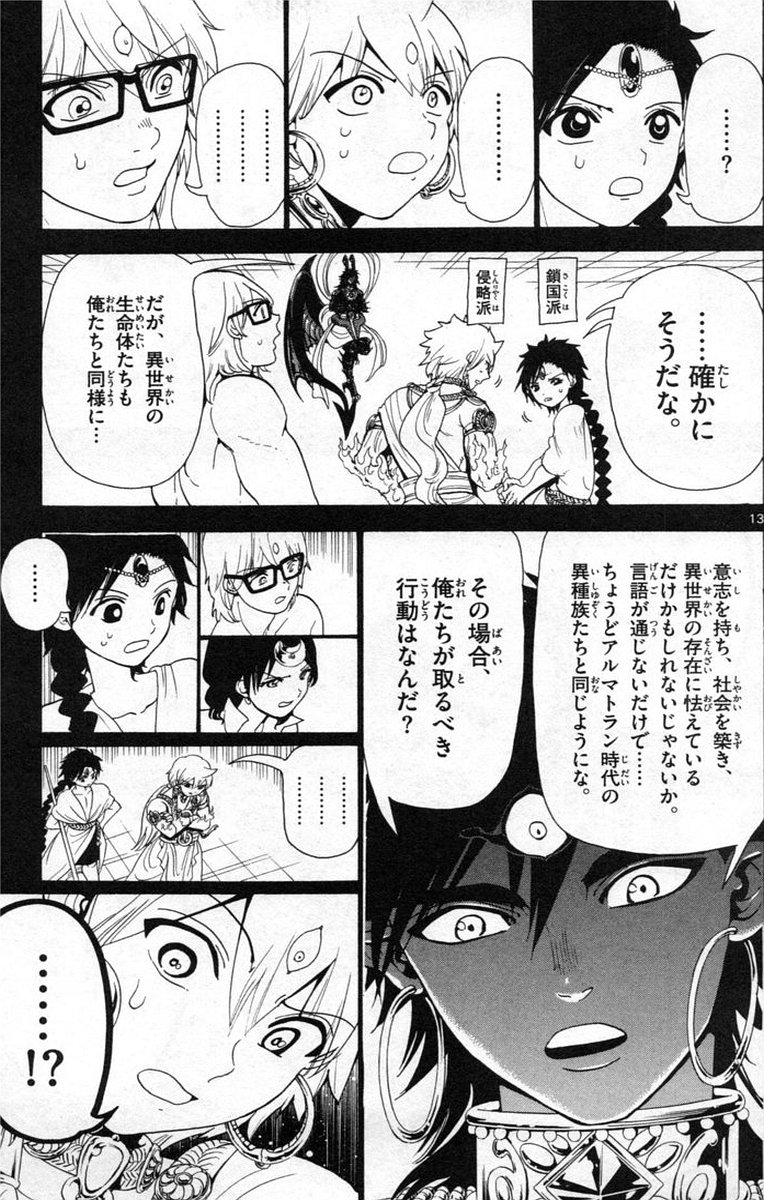 ……？
………
………
……確かに
そうだな。
鎖国派
侵略派
だが、異世界の
生命体たちも
俺たちと同様に…
13
意志を持ち、社会を築き、
異世界の存在に怯えている
だけかもしれないじゃないか。
言語が通じないだけで……
ちょうどアルマトラン時代の
異種族たちと同じようにな。
その場合、
俺たちが取るべき
行動はなんだ？
……
………
………!?